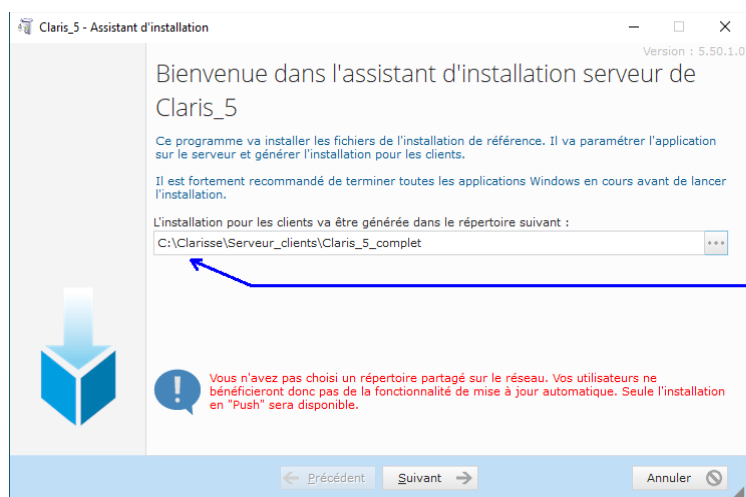 Claris_5 - Assistant d'installation
Version : 5.50.1.0
Bienvenue dans l'assistant d'installation serveur de
Claris_5
Ce programme va installer les fichiers de l'installation de référence. Il va paramétrer l'application
sur le serveur et générer l'installation pour les clients.
Il est fortement recommandé de terminer toutes les applications Windows en cours avant de lancer
l'installation.
L'installation pour les clients va être générée dans le répertoire suivant :
C:\Clarisse\Serveur_clients\Claris_5_complet
Vous n'avez pas choisi un répertoire partagé sur le réseau. Vos utilisateurs ne
bénéficieront donc pas de la fonctionnalité de mise à jour automatique. Seule l'installation
en "Push" sera disponible.
Précédent
Suivant
Annuler